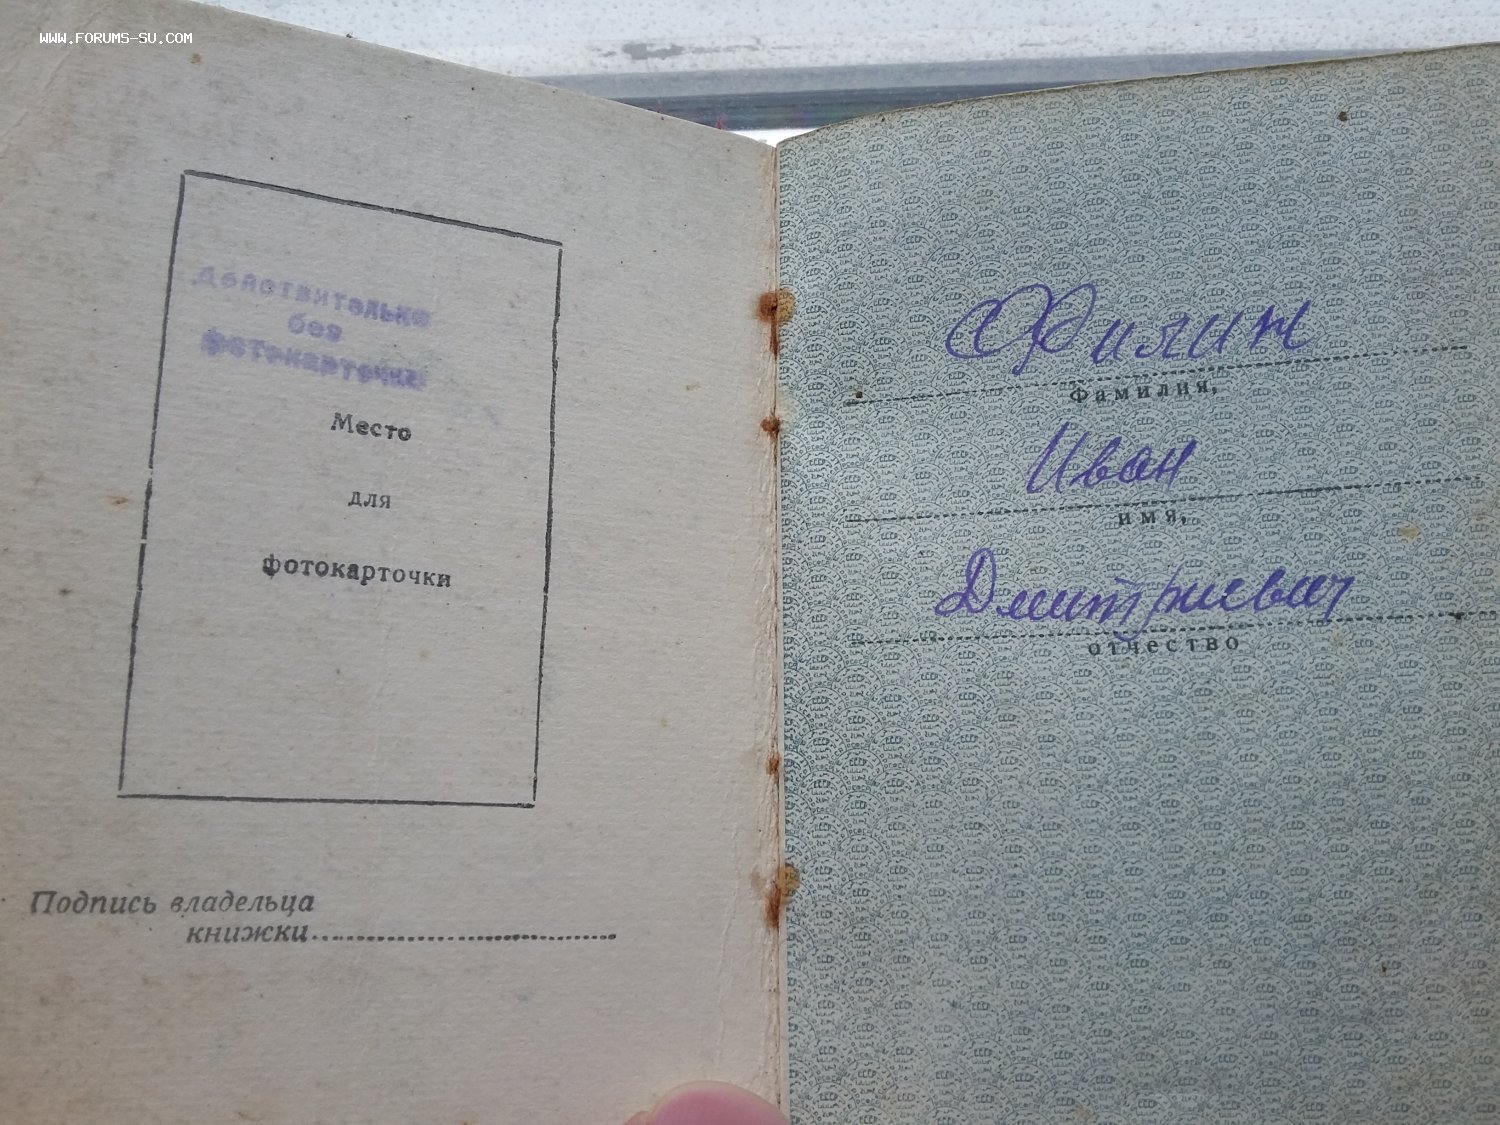 WWW.FORUMS-SU.COM
Действительно
без
фотокарточки
Место
для
фотокарточки
Подпись владельца
книжки
Филин
Фамилия,
Иван
имя,
Дмитриевич
отчество